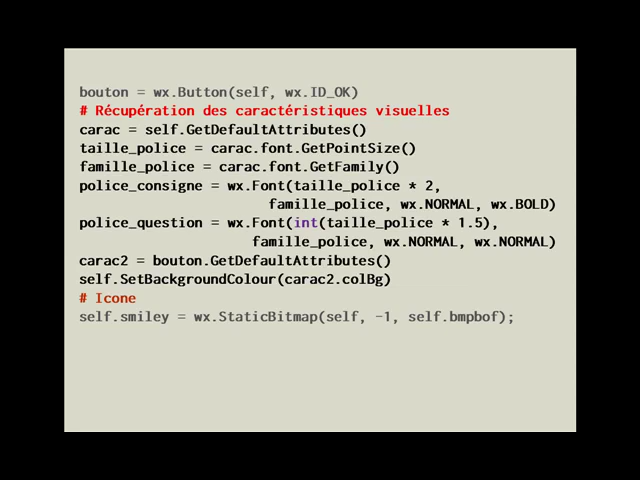 bouton = wx.Button(self, wx.ID_OK)
# Récupération des caractéristiques visuelles
carac = self.GetDefaultAttributes()
taille_police = carac.font.GetPointSize()
famille_police = carac.font.GetFamily()
police_consigne = wx.Font(taille_police * 2,
famille_police, wx.NORMAL, wx.BOLD)
police_question = wx.Font(int(taille_police * 1.5),
famille_police, wx.NORMAL, wx.NORMAL)
carac2 = bouton.GetDefaultAttributes()
self.SetBackgroundColour(carac2.colBg)
# Icone
self.smiley = wx.StaticBitmap(self, -1, self.bmpbof);